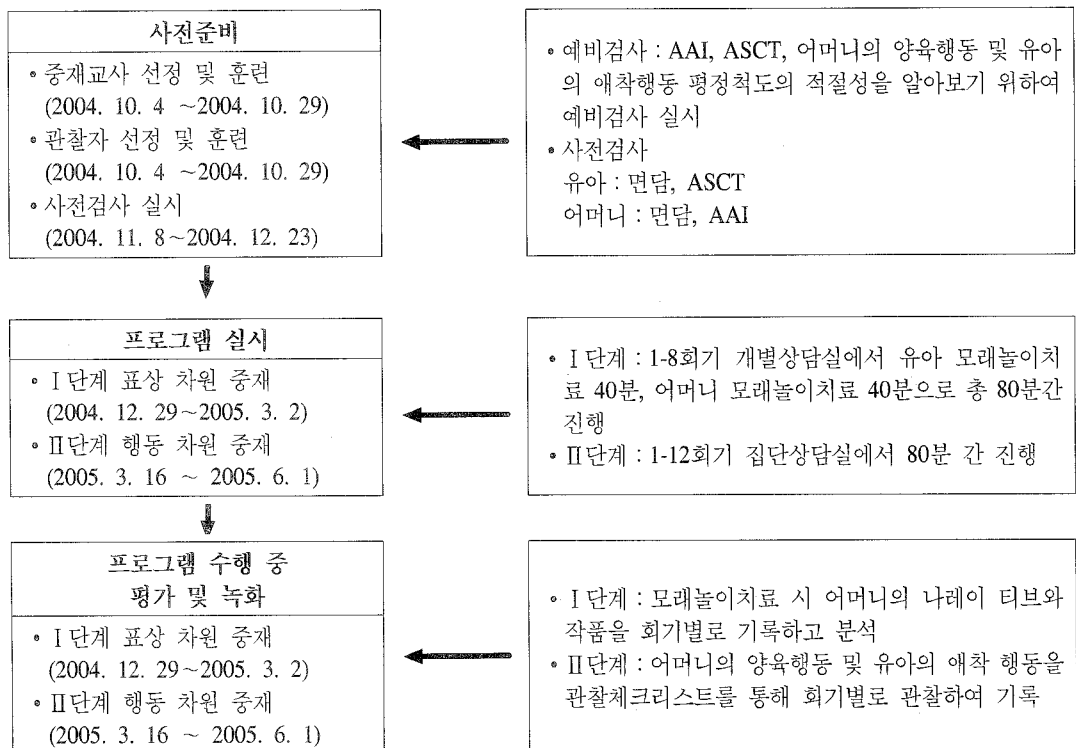 사전준비
• 중재교사 선정 및 훈련
(2004. 10. 4 ~2004. 10. 29)
• 관찰자 선정 및 훈련
(2004. 10. 4 ~2004. 10. 29)
• 사전검사 실시
(2004. 11. 8~2004. 12. 23)
• 예비검사 : AAI, ASCT, 어머니의 양육행동 및 유아
의 애착행동 평정척도의 적절성을 알아보기 위하여
예비검사 실시
• 사전검사
유아 : 면담, ASCT
어머니 : 면담, AAI
프로그램 실시
• Ⅰ단계 표상 차원 중재
(2004. 12. 29~2005. 3. 2)
• Ⅱ단계 행동 차원 중재
(2005. 3. 16 ~ 2005. 6. 1)
• Ⅰ단계 : 1-8회기 개별상담실에서 유아 모래놀이치
료 40분, 어머니 모래놀이치료 40분으로 총 80분간
진행
• Ⅱ단계 : 1-12회기 집단상담실에서 80분 간 진행
프로그램 수행 중
평가 및 녹화
• Ⅰ단계 표상 차원 중재
(2004. 12. 29~2005. 3. 2)
• Ⅱ단계 행동 차원 중재
(2005. 3. 16 ~ 2005. 6. 1)
• Ⅰ단계 : 모래놀이치료 시 어머니의 나레이 티브와
작품을 회기별로 기록하고 분석
• Ⅱ단계 : 어머니의 양육행동 및 유아의 애착 행동을
관찰체크리스트를 통해 회기별로 관찰하여 기록